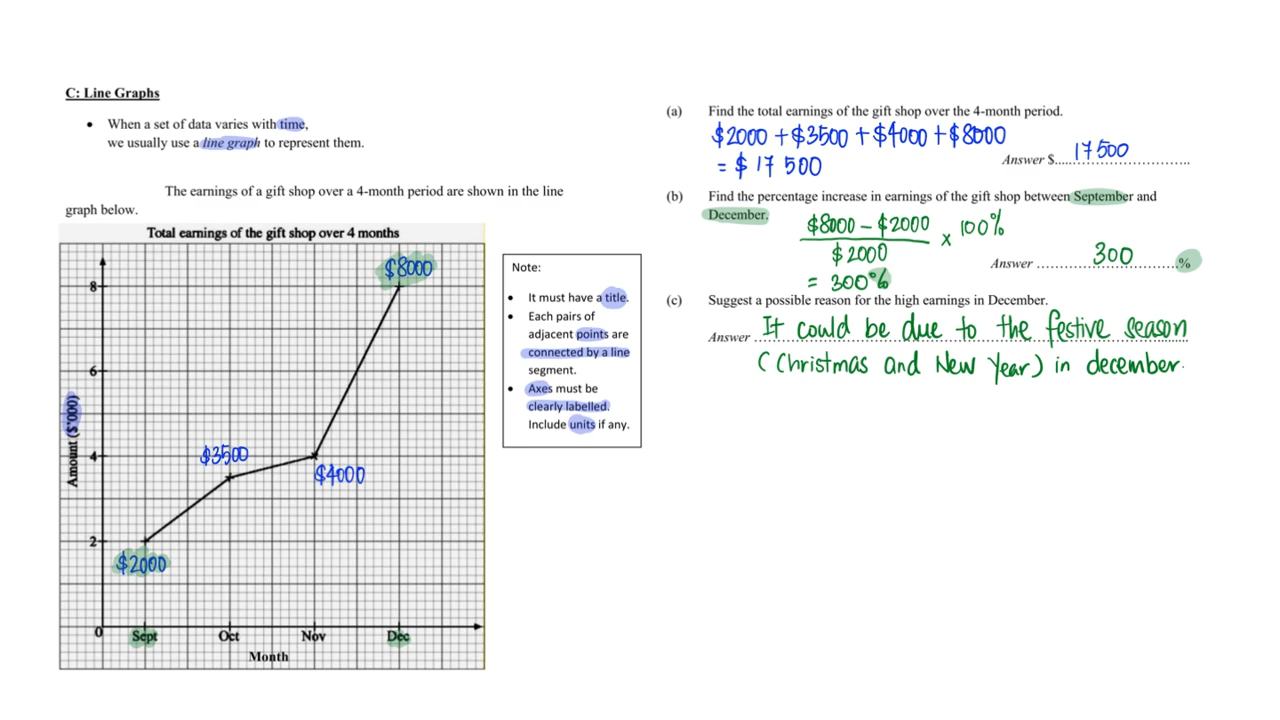 C: Line Graphs
• When a set of data varies with time,
we usually use a line graph to represent them.
The earnings of a gift shop over a 4-month period are shown in the line
graph below.
Total earnings of the gift shop over 4 months
Amount ($'000)
8
6
4
2
0
$2000
$3500
$4000
$8000
Sept
Oct
Nov
Dec
Month
Note:
• It must have a title.
• Each pairs of
adjacent points are
connected by a line
segment.
• Axes must be
clearly labelled.
Include units if any.
(a) Find the total earnings of the gift shop over the 4-month period.
$2000 + $3500 + $4000 + $8000
= $ 17 500
Answer $ 17 500
(b) Find the percentage increase in earnings of the gift shop between September and
December.
$8000 - $2000
$2000
× 100%
= 300%
Answer 300 %
(c) Suggest a possible reason for the high earnings in December.
Answer It could be due to the festive season
(Christmas and New Year) in december.